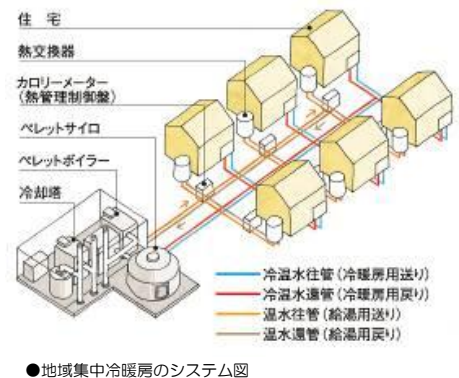 住 宅
熱交換器
カロリーメーター
(熱管理制御盤)
ペレットサイロ
ペレットボイラー
冷却塔
冷温水往管(冷暖房用送り)
冷温水還管(冷暖房用戻り)
温水往管(給湯用送り)
温水還管(給湯用戻り)
●地域集中冷暖房のシステム図